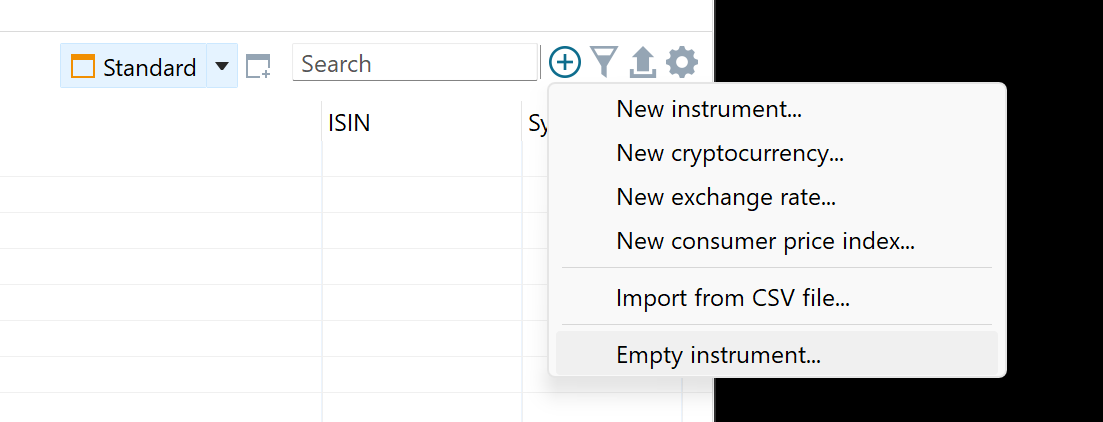 Standard
Search
ISIN
Sy
New instrument...
New cryptocurrency...
New exchange rate...
New consumer price index...
Import from CSV file...
Empty instrument...